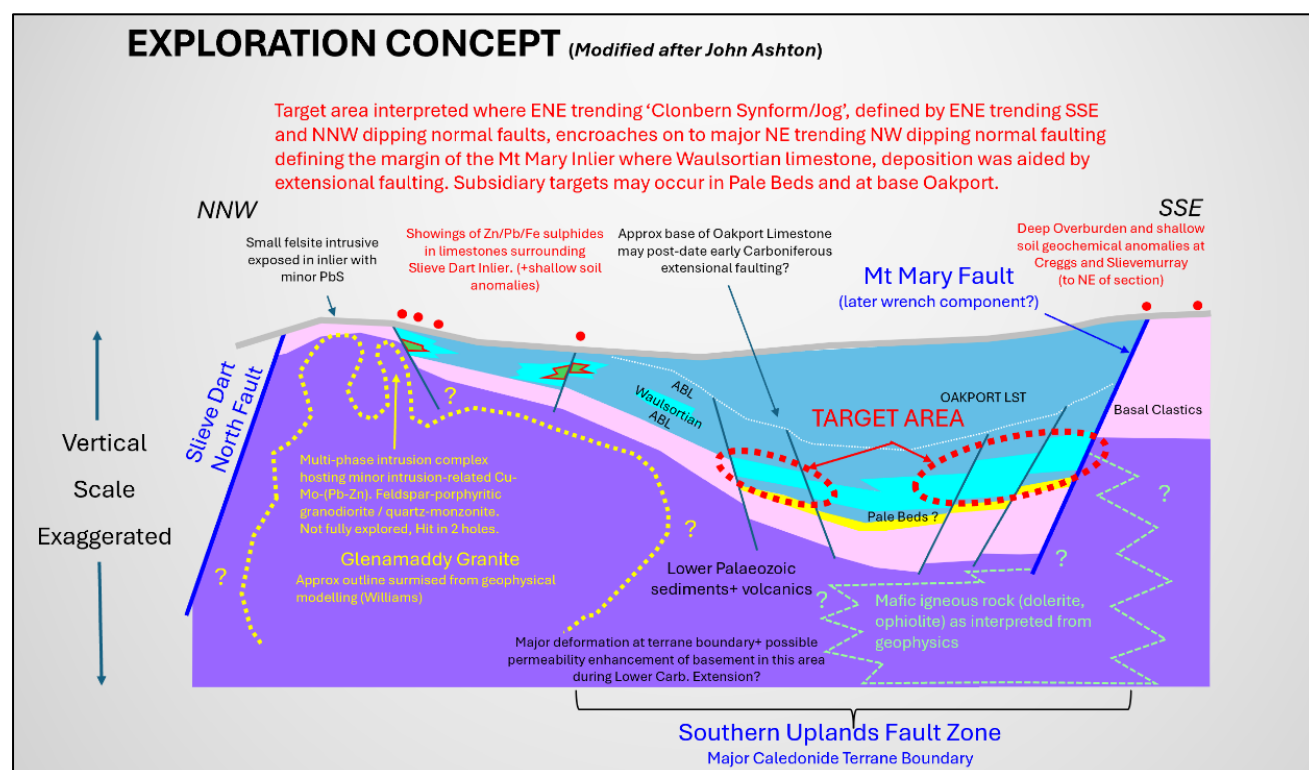 EXPLORATION CONCEPT (Modified after John Ashton)
Target area interpreted where ENE trending ‘Clonbern Synform/Jog’, defined by ENE trending SSE
and NNW dipping normal faults, encroaches on to major NE trending NW dipping normal faulting
defining the margin of the Mt Mary Inlier where Waulsortian limestone, deposition was aided by
extensional faulting. Subsidiary targets may occur in Pale Beds and at base Oakport.
NNW
SSE
Small felsite intrusive
exposed in inlier with
minor PbS
Showings of Zn/Pb/Fe sulphides
in limestones surrounding
Slieve Dart Inlier. (+shallow soil
anomalies)
Approx base of Oakport Limestone
may post-date early Carboniferous
extensional faulting?
Deep Overburden and shallow
soil geochemical anomalies at
Creggs and Slievemurray
(to NE of section)
Mt Mary Fault
(later wrench component?)
Slieve Dart
North Fault
Vertical
Scale
Exaggerated
?
?
?
?
?
?
?
ABL
Waulsortian
ABL
OAKPORT LST
TARGET AREA
Basal Clastics
Pale Beds ?
Multi-phase intrusion complex
hosting minor intrusion-related Cu-
Mo-(Pb-Zn). Feldspar-porphyritic
granodiorite / quartz-monzonite.
Not fully explored, Hit in 2 holes.
Glenamaddy Granite
Approx outline surmised from geophysical
modelling (Williams)
Lower Palaeozoic
sediments+ volcanics
Mafic igneous rock (dolerite,
ophiolite) as interpreted from
geophysics
Major deformation at terrane boundary+ possible
permeability enhancement of basement in this area
during Lower Carb. Extension?
Southern Uplands Fault Zone
Major Caledonide Terrane Boundary